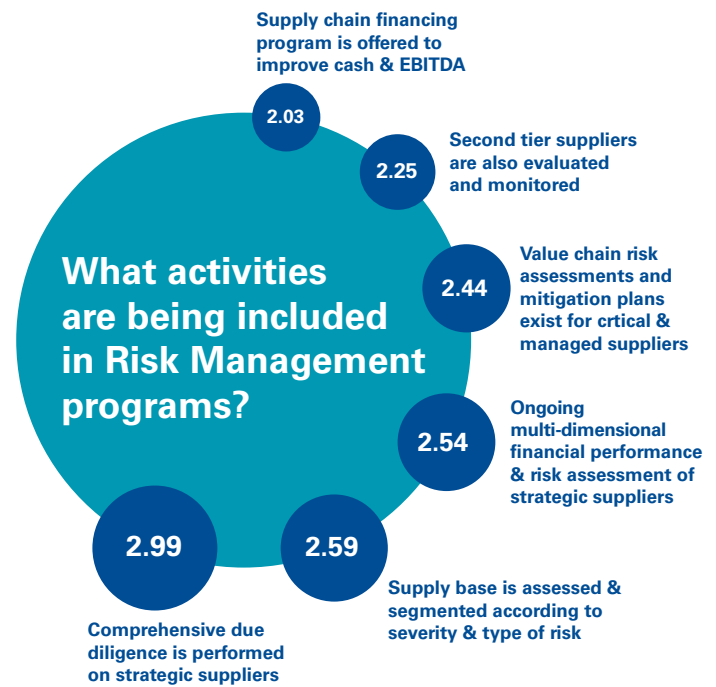 Supply chain financing
program is offered to
improve cash & EBITDA
2.03
Second tier suppliers
are also evaluated
and monitored
2.25
Value chain risk
assessments and
mitigation plans
exist for crtical &
managed suppliers
2.44
What activities
are being included
in Risk Management
programs?
Ongoing
multi-dimensional
financial performance
& risk assessment of
strategic suppliers
2.54
2.59
Supply base is assessed &
segmented according to
severity & type of risk
2.99
Comprehensive due
diligence is performed
on strategic suppliers